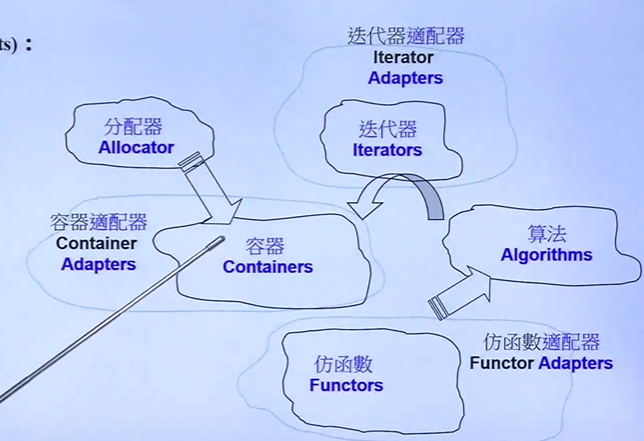 ts) :
迭代器適配器
Iterator
Adapters
分配器
Allocator
迭代器
Iterators
容器適配器
Container
Adapters
容器
Containers
算法
Algorithms
仿函數
Functors
仿函數適配器
Functor Adapters